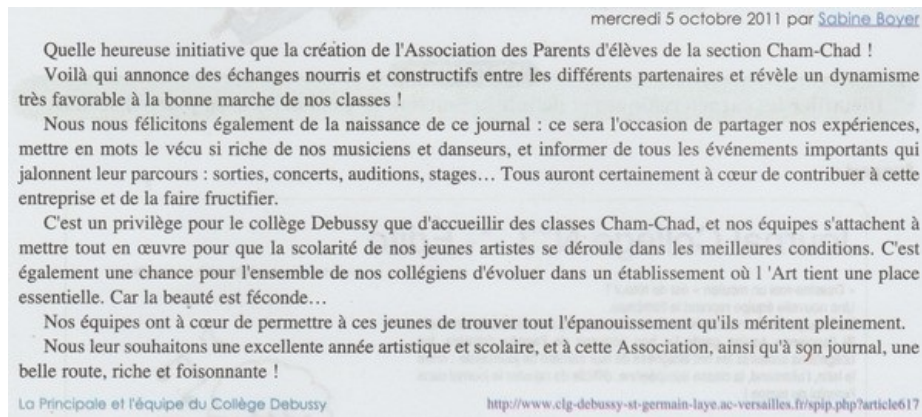 mercredi 5 octobre 2011 par Sabine Boyer
Quelle heureuse initiative que la création de l'Association des Parents d'élèves de la section Cham-Chad !
Voilà qui annonce des échanges nourris et constructifs entre les différents partenaires et révèle un dynamisme
très favorable à la bonne marche de nos classes !
Nous nous félicitons également de la naissance de ce journal : ce sera l'occasion de partager nos expériences,
mettre en mots le vécu si riche de nos musiciens et danseurs, et informer de tous les événements importants qui
jalonnent leur parcours : sorties, concerts, auditions, stages… Tous auront certainement à cœur de contribuer à cette
entreprise et de la faire fructifier.
C'est un privilège pour le collège Debussy que d'accueillir des classes Cham-Chad, et nos équipes s'attachent à
mettre tout en œuvre pour que la scolarité de nos jeunes artistes se déroule dans les meilleures conditions. C'est
également une chance pour l'ensemble de nos collégiens d'évoluer dans un établissement où l 'Art tient une place
essentielle. Car la beauté est féconde…
Nos équipes ont à cœur de permettre à ces jeunes de trouver tout l'épanouissement qu'ils méritent pleinement.
Nous leur souhaitons une excellente année artistique et scolaire, et à cette Association, ainsi qu'à son journal, une
belle route, riche et foisonnante !
La Principale et l'équipe du Collège Debussy http://www.clg-debussy-st-germain-laye.ac-versailles.fr/spip.php?article617